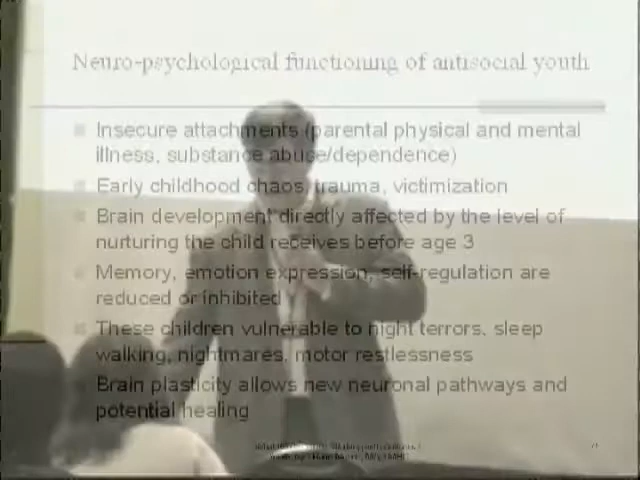 Neuro-psychological functioning of antisocial youth
Insecure attachments (parental physical and mental
illness, substance abuse/dependence)
Early childhood chaos, trauma, victimization
Brain development directly affected by the level of
nurturing the child receives before age 3
Memory, emotion expression, self-regulation are
reduced or inhibited
These children vulnerable to night terrors, sleep
walking, nightmares, motor restlessness
Brain plasticity allows new neuronal pathways and
potential healing